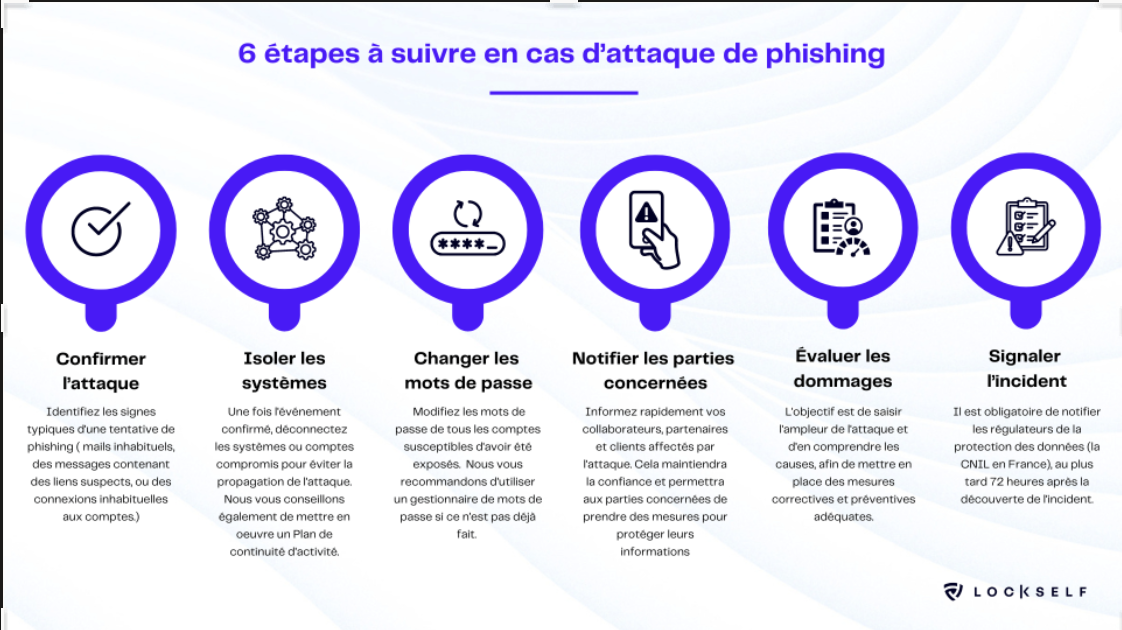 6 étapes à suivre en cas d'attaque de phishing
****_
Confirmer
l'attaque
Identifiez les signes
typiques d'une tentative de
phishing ( mails inhabituels,
des messages contenant
des liens suspects, ou des
connexions inhabituelles
aux comptes.)
Isoler les
systèmes
Une fois l'événement
confirmé, déconnectez
les systèmes ou comptes
compromis pour éviter la
propagation de l'attaque.
Nous vous conseillons
également de mettre en
oeuvre un Plan de
continuité d'activité.
Changer les
mots de passe
Modifiez les mots de
passe de tous les comptes
susceptibles d'avoir été
exposés. Nous vous
recommandons d'utiliser
un gestionnaire de mots de
passe si ce n'est pas déjà
fait.
Notifier les parties
concernées
Informez rapidement vos
collaborateurs, partenaires
et clients affectés par
l'attaque. Cela maintiendra
la confiance et permettra
aux parties concernées de
prendre des mesures pour
protéger leurs
informations
Évaluer les
dommages
L'objectif est de saisir
l'ampleur de l'attaque et
d'en comprendre les
causes, afin de mettre en
place des mesures
correctives et préventives
adéquates.
Signaler
l'incident
Il est obligatoire de notifier
les régulateurs de la
protection des données (la
CNIL en France), au plus
tard 72 heures après la
découverte de l'incident.
LOCKSELF